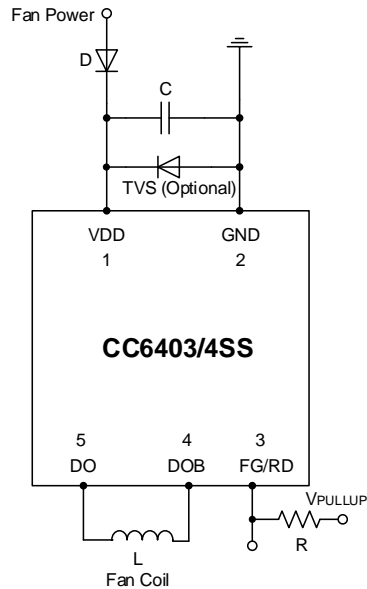 Fan Power
D
C
TVS (Optional)
VDD
GND
1
2
CC6403/4SS
5
4
3
DO
DOB
FG/RD
VPULLUP
L
R
Fan Coil